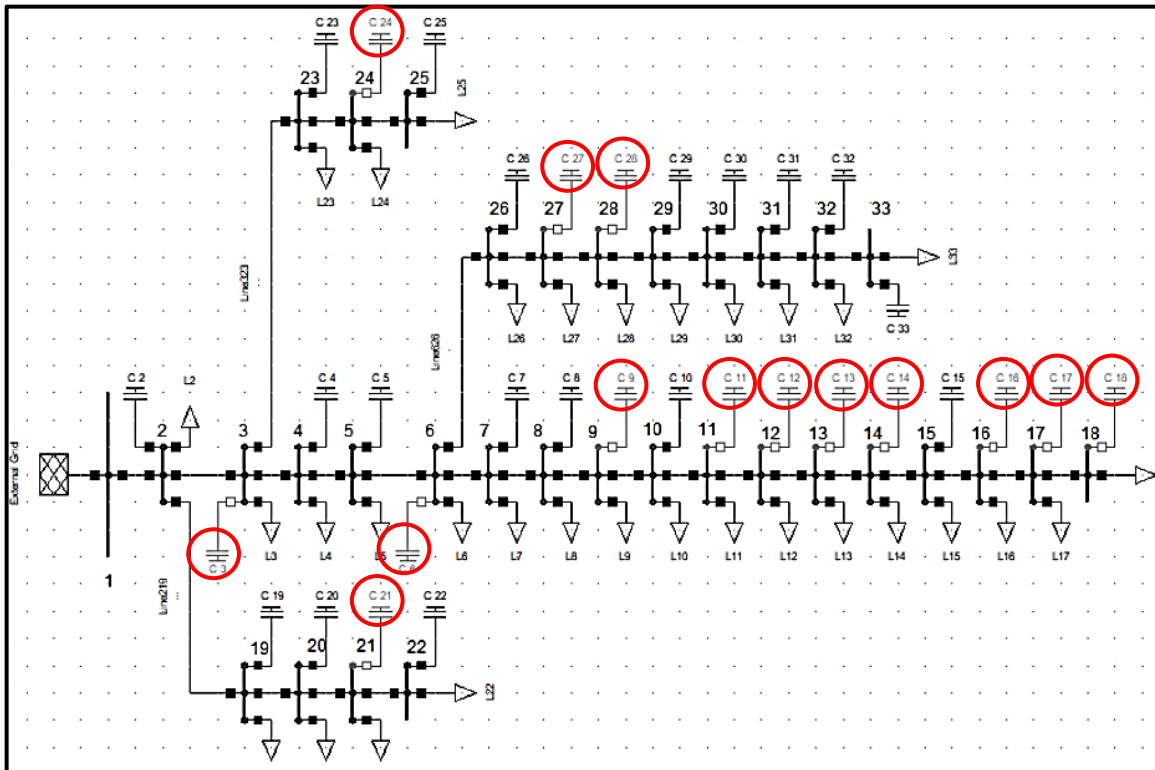 C 23 C 24 C 25
23 24 25
L25
L23 L24
C 26 C 27 C 28 C 29 C 30 C 31 C 32
26 27 28 29 30 31 32 33
Line323
Line626
L33
L26 L27 L28 L29 L30 L31 L32 C 33
C 2 L2 C 4 C 5 C 7 C 8 C 9 C 10 C 11 C 12 C 13 C 14 C 15 C 16 C 17 C 18
2 3 4 5 6 7 8 9 10 11 12 13 14 15 16 17 18
External Grid
L3 L4 L5 L6 L7 L8 L9 L10 L11 L12 L13 L14 L15 L16 L17
C 3 C 6
1
Line219
...
C 19 C 20 C 21 C 22
19 20 21 22
L22